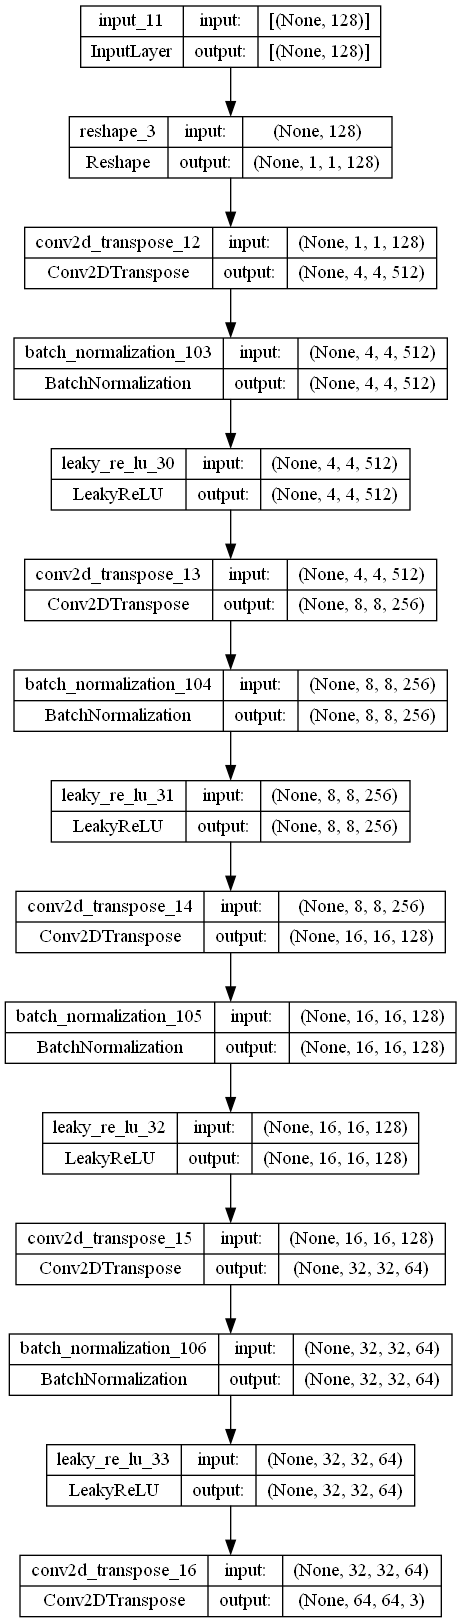 input_11 input: [(None, 128)]
InputLayer output: [(None, 128)]
reshape_3 input: (None, 128)
Reshape output: (None, 1, 1, 128)
conv2d_transpose_12 input: (None, 1, 1, 128)
Conv2DTranspose output: (None, 4, 4, 512)
batch_normalization_103 input: (None, 4, 4, 512)
BatchNormalization output: (None, 4, 4, 512)
leaky_re_lu_30 input: (None, 4, 4, 512)
LeakyReLU output: (None, 4, 4, 512)
conv2d_transpose_13 input: (None, 4, 4, 512)
Conv2DTranspose output: (None, 8, 8, 256)
batch_normalization_104 input: (None, 8, 8, 256)
BatchNormalization output: (None, 8, 8, 256)
leaky_re_lu_31 input: (None, 8, 8, 256)
LeakyReLU output: (None, 8, 8, 256)
conv2d_transpose_14 input: (None, 8, 8, 256)
Conv2DTranspose output: (None, 16, 16, 128)
batch_normalization_105 input: (None, 16, 16, 128)
BatchNormalization output: (None, 16, 16, 128)
leaky_re_lu_32 input: (None, 16, 16, 128)
LeakyReLU output: (None, 16, 16, 128)
conv2d_transpose_15 input: (None, 16, 16, 128)
Conv2DTranspose output: (None, 32, 32, 64)
batch_normalization_106 input: (None, 32, 32, 64)
BatchNormalization output: (None, 32, 32, 64)
leaky_re_lu_33 input: (None, 32, 32, 64)
LeakyReLU output: (None, 32, 32, 64)
conv2d_transpose_16 input: (None, 32, 32, 64)
Conv2DTranspose output: (None, 64, 64, 3)